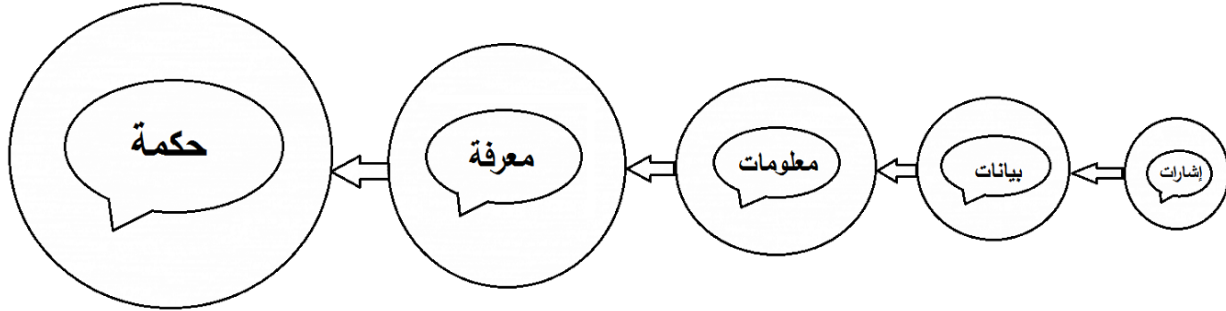 إشارات
بيانات
معلومات
معرفة
حكمة